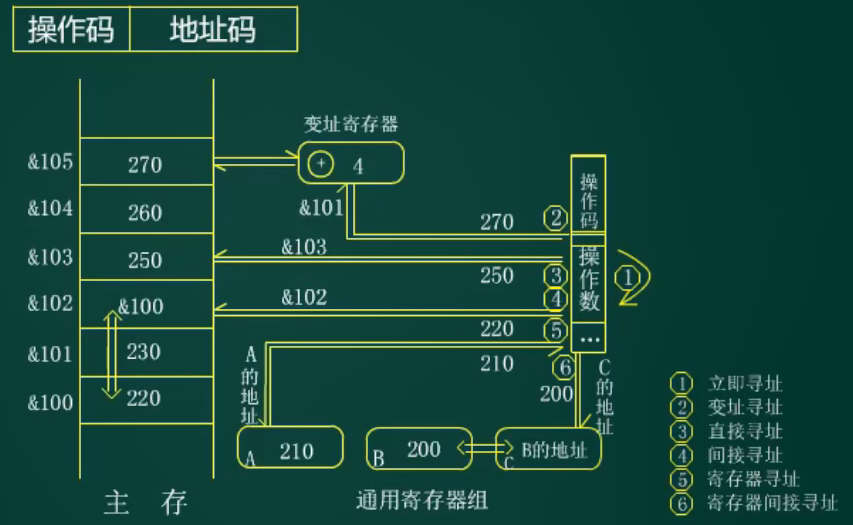 操作码 地址码
变址寄存器
&105 270
+ 4
&104 260
&101
270 ②
操作码
&103 250
&103
250 ③
操作数
①
&102 &100
&102
④
220 ⑤
...
&101 230
A的地址
210 ⑥
200
C的地址
&100 220
A 210
B 200
C B的地址
主 存
通用寄存器组
① 立即寻址
② 变址寻址
③ 直接寻址
④ 间接寻址
⑤ 寄存器寻址
⑥ 寄存器间接寻址